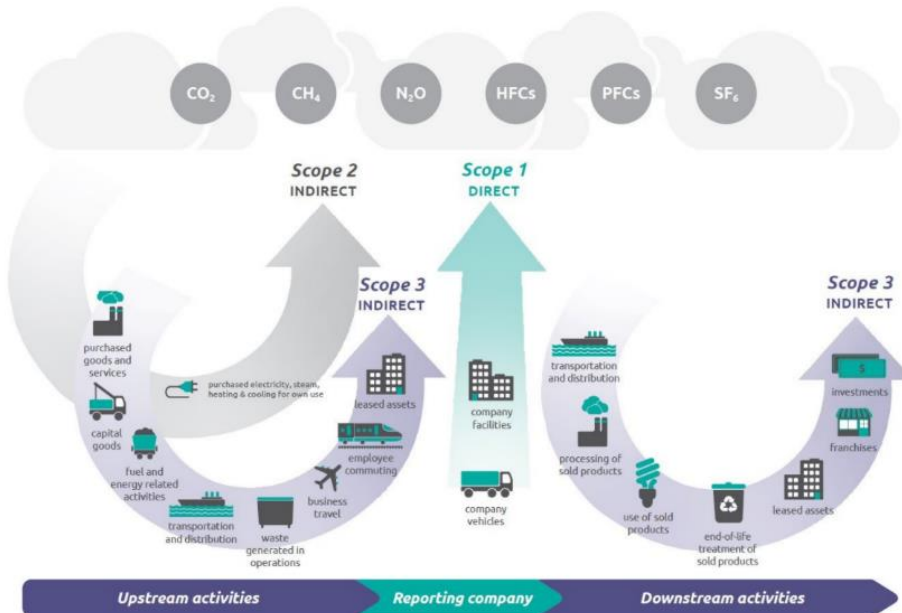 CO₂
CH₄
N₂O
HFCs
PFCs
SF₆
Scope 2
INDIRECT
Scope 1
DIRECT
Scope 3
INDIRECT
Scope 3
INDIRECT
purchased
goods and
services
capital
goods
fuel and
energy related
activities
transportation
and distribution
waste
generated in
operations
business
travel
employee
commuting
leased assets
purchased electricity, steam,
heating & cooling for own use
company
facilities
company
vehicles
transportation
and distribution
processing of
sold products
use of sold
products
end-of-life
treatment of
sold products
leased assets
franchises
$
investments
Upstream activities
Reporting company
Downstream activities